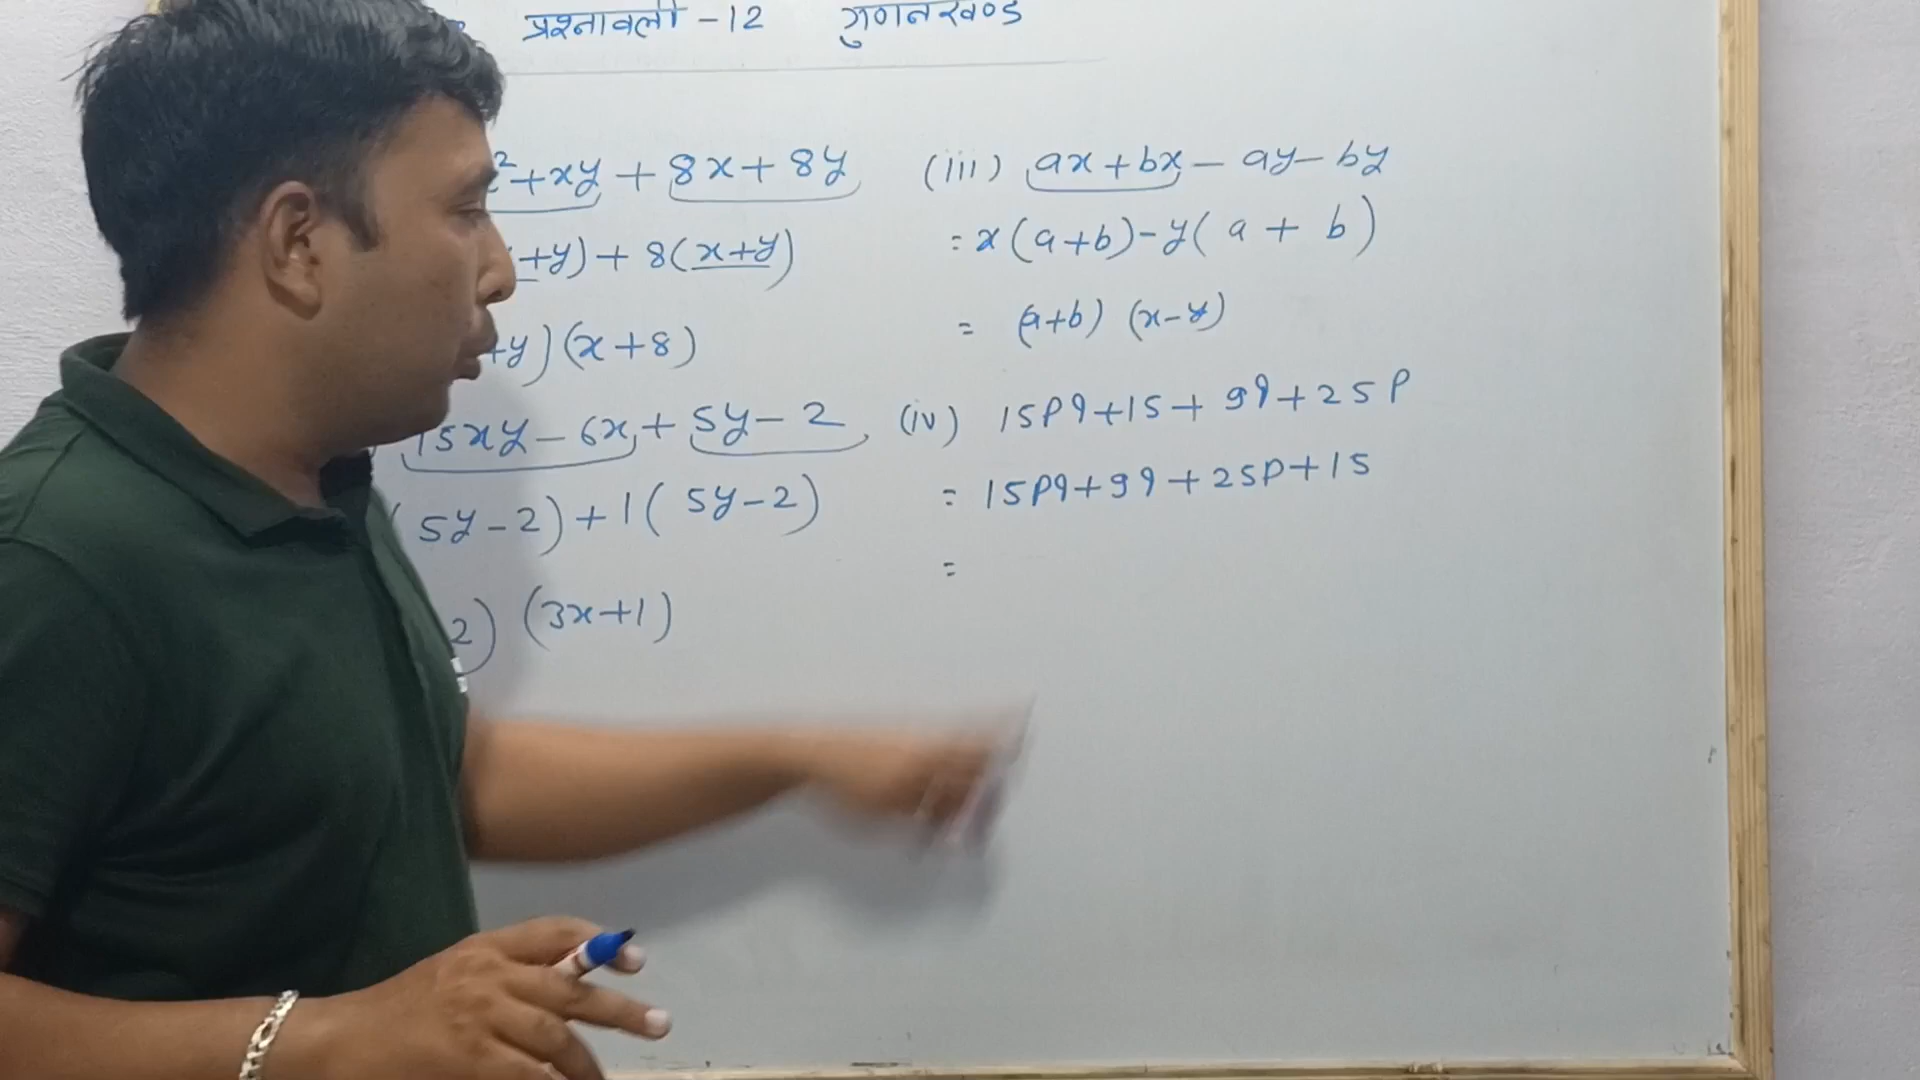 प्रश्नावली - 12 गुणनखण्ड
²+xy + 8x + 8y
+y) + 8(x+y)
+y) (x+8)
15xy - 6x + 5y - 2
(5y-2) + 1(5y-2)
2) (3x+1)
(iii) ax + bx - ay - by
= x(a+b) - y(a + b)
= (a+b) (x-y)
(iv) 15pq + 15 + 9q + 25p
= 15pq + 9q + 25p + 15
=